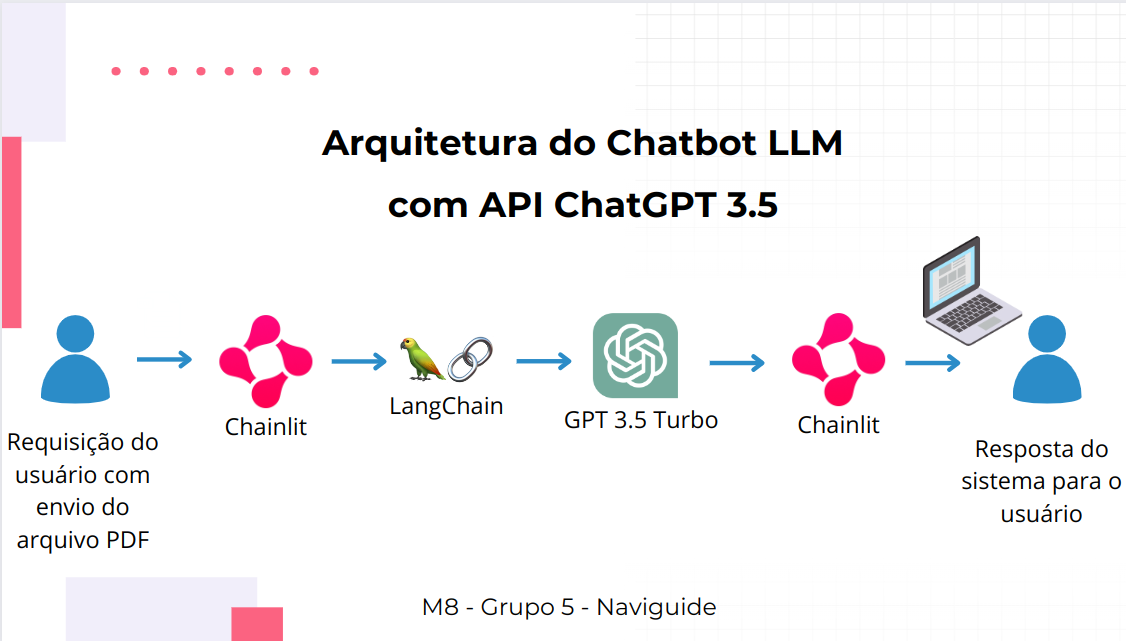 Arquitetura do Chatbot LLM
com API ChatGPT 3.5
Requisição do
usuário com
envio do
arquivo PDF
Chainlit
LangChain
GPT 3.5 Turbo
Chainlit
Resposta do
sistema para o
usuário
M8 - Grupo 5 - Naviguide